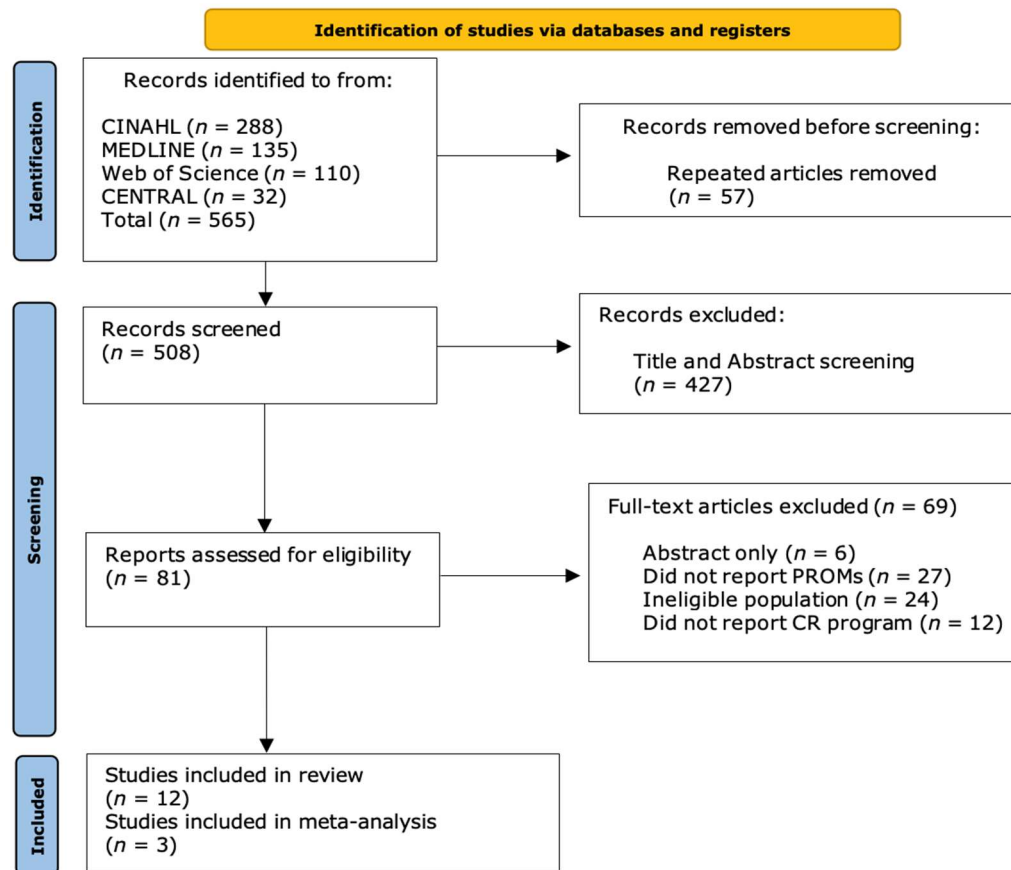 Identification of studies via databases and registers
Identification
Records identified to from:
CINAHL (n = 288)
MEDLINE (n = 135)
Web of Science (n = 110)
CENTRAL (n = 32)
Total (n = 565)
Records removed before screening:
Repeated articles removed
(n = 57)
Screening
Records screened
(n = 508)
Records excluded:
Title and Abstract screening
(n = 427)
Reports assessed for eligibility
(n = 81)
Full-text articles excluded (n = 69)
Abstract only (n = 6)
Did not report PROMs (n = 27)
Ineligible population (n = 24)
Did not report CR program (n = 12)
Included
Studies included in review
(n = 12)
Studies included in meta-analysis
(n = 3)